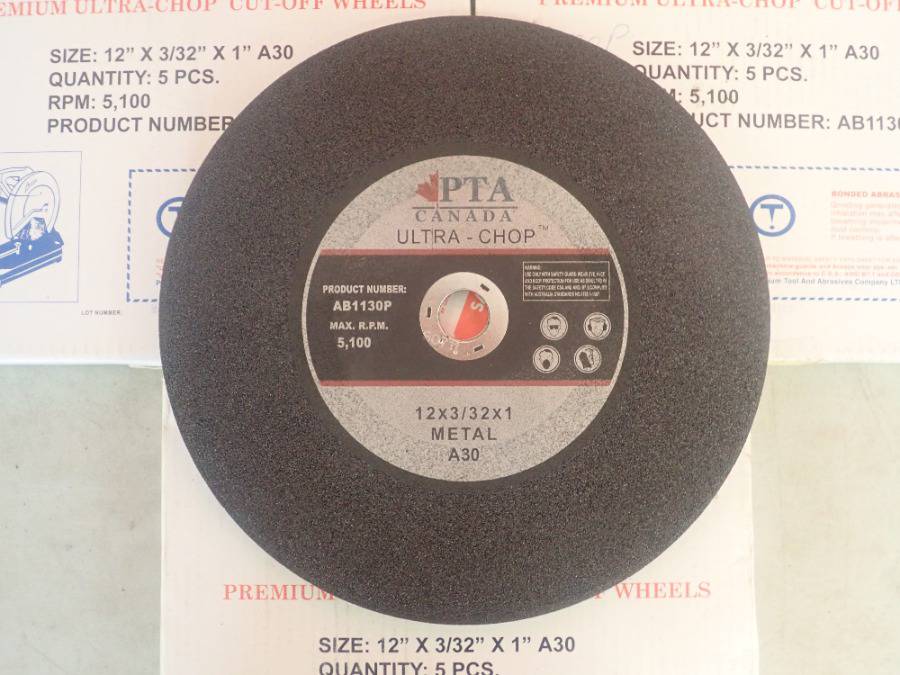 PREMIUM ULTRA-CHOP CUT-OFF WHEELS
SIZE: 12” X 3/32” X 1” A30
QUANTITY: 5 PCS.
RPM: 5,100
PRODUCT NUMBER
LOT NUMBER:
PREMIUM ULTRA-CHOP CUT-OFF WHEELS
SIZE: 12” X 3/32” X 1” A30
QUANTITY: 5 PCS.
5,100
NUMBER: AB1130
BONDED ABRAS
PTA
CANADA
ULTRA - CHOP™
PRODUCT NUMBER:
AB1130P
MAX. R.P.M.
5,100
WARNING:
12x3/32x1
METAL
A30
PREMIUM WHEELS
SIZE: 12” X 3/32” X 1” A30
QUANTITY: 5 PCS.